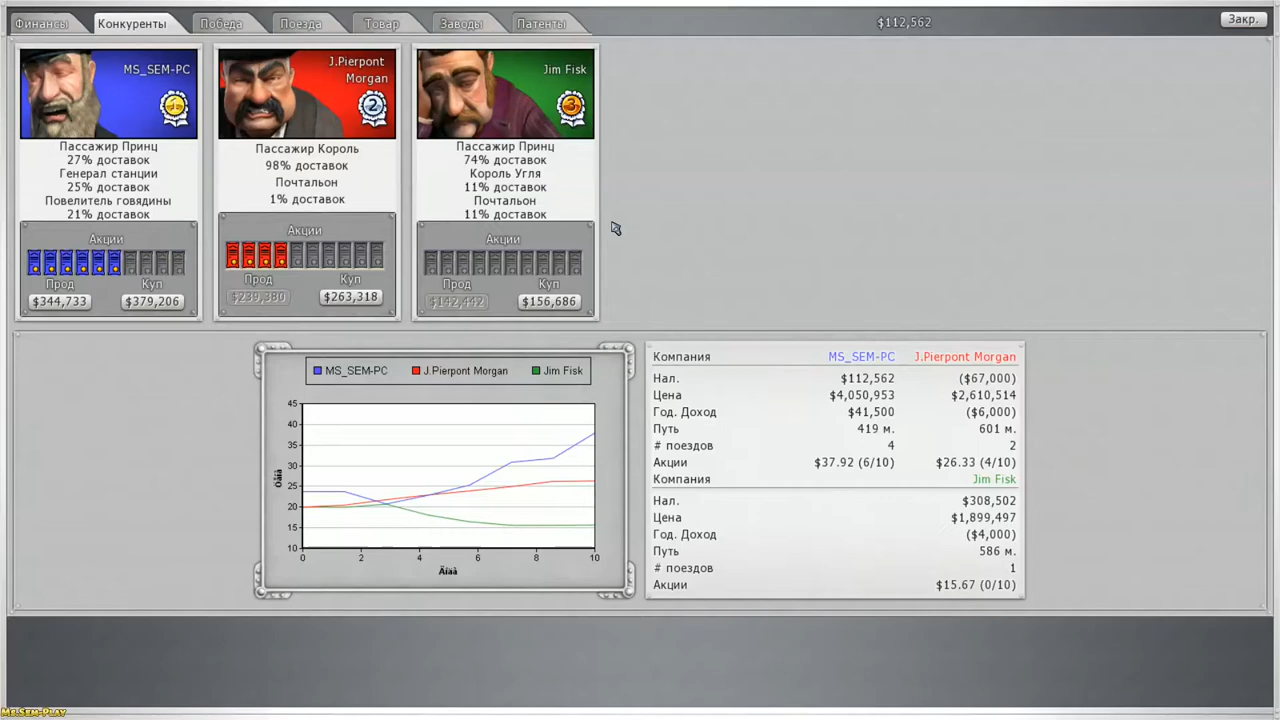 Финансы Конкуренты Победа Поезда Товар Заводы Патенты $112,562 Закр.
MS_SEM-PC
1
Пассажир Принц
27% доставок
Генерал станции
25% доставок
Повелитель говядины
21% доставок
Акции
Прод Куп
$344,733 $379,206
J.Pierpont
Morgan
2
Пассажир Король
98% доставок
Почтальон
1% доставок
Акции
Прод Куп
$239,380 $263,318
Jim Fisk
3
Пассажир Принц
74% доставок
Король Угля
11% доставок
Почтальон
11% доставок
Акции
Прод Куп
$142,442 $156,686
MS_SEM-PC J.Pierpont Morgan Jim Fisk
45
40
35
30
25
20
15
10
0 2 4 6 8 10
Äíàà
Компания MS_SEM-PC J.Pierpont Morgan
Нал. $112,562 ($67,000)
Цена $4,050,953 $2,610,514
Год. Доход $41,500 ($6,000)
Путь 419 м. 601 м.
# поездов 4 2
Акции $37.92 (6/10) $26.33 (4/10)
Компания Jim Fisk
Нал. $308,502
Цена $1,899,497
Год. Доход ($4,000)
Путь 586 м.
# поездов 1
Акции $15.67 (0/10)
Ms.Sem-Play